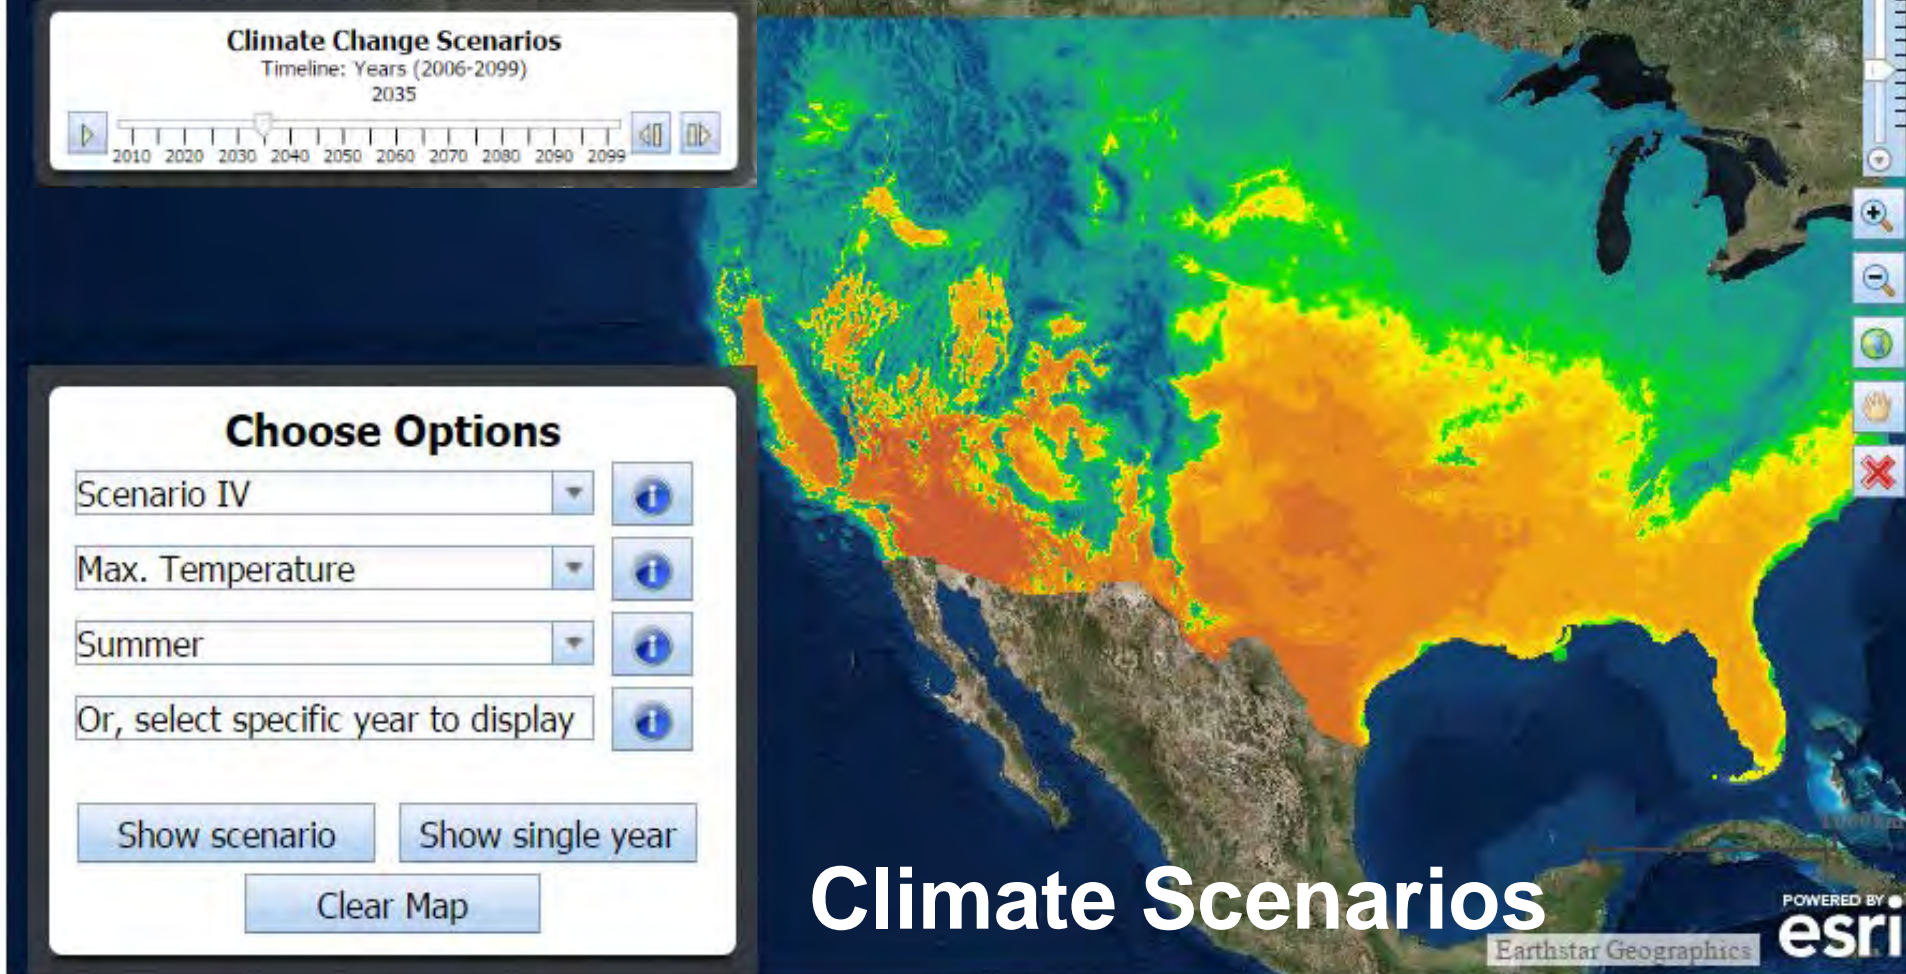 Climate Change Scenarios
Timeline: Years (2006-2099)
2035
2010 2020 2030 2040 2050 2060 2070 2080 2090 2099
Choose Options
Scenario IV
Max. Temperature
Summer
Or, select specific year to display
Show scenario
Show single year
Clear Map
Climate Scenarios
Earthstar Geographics
POWERED BY
esri